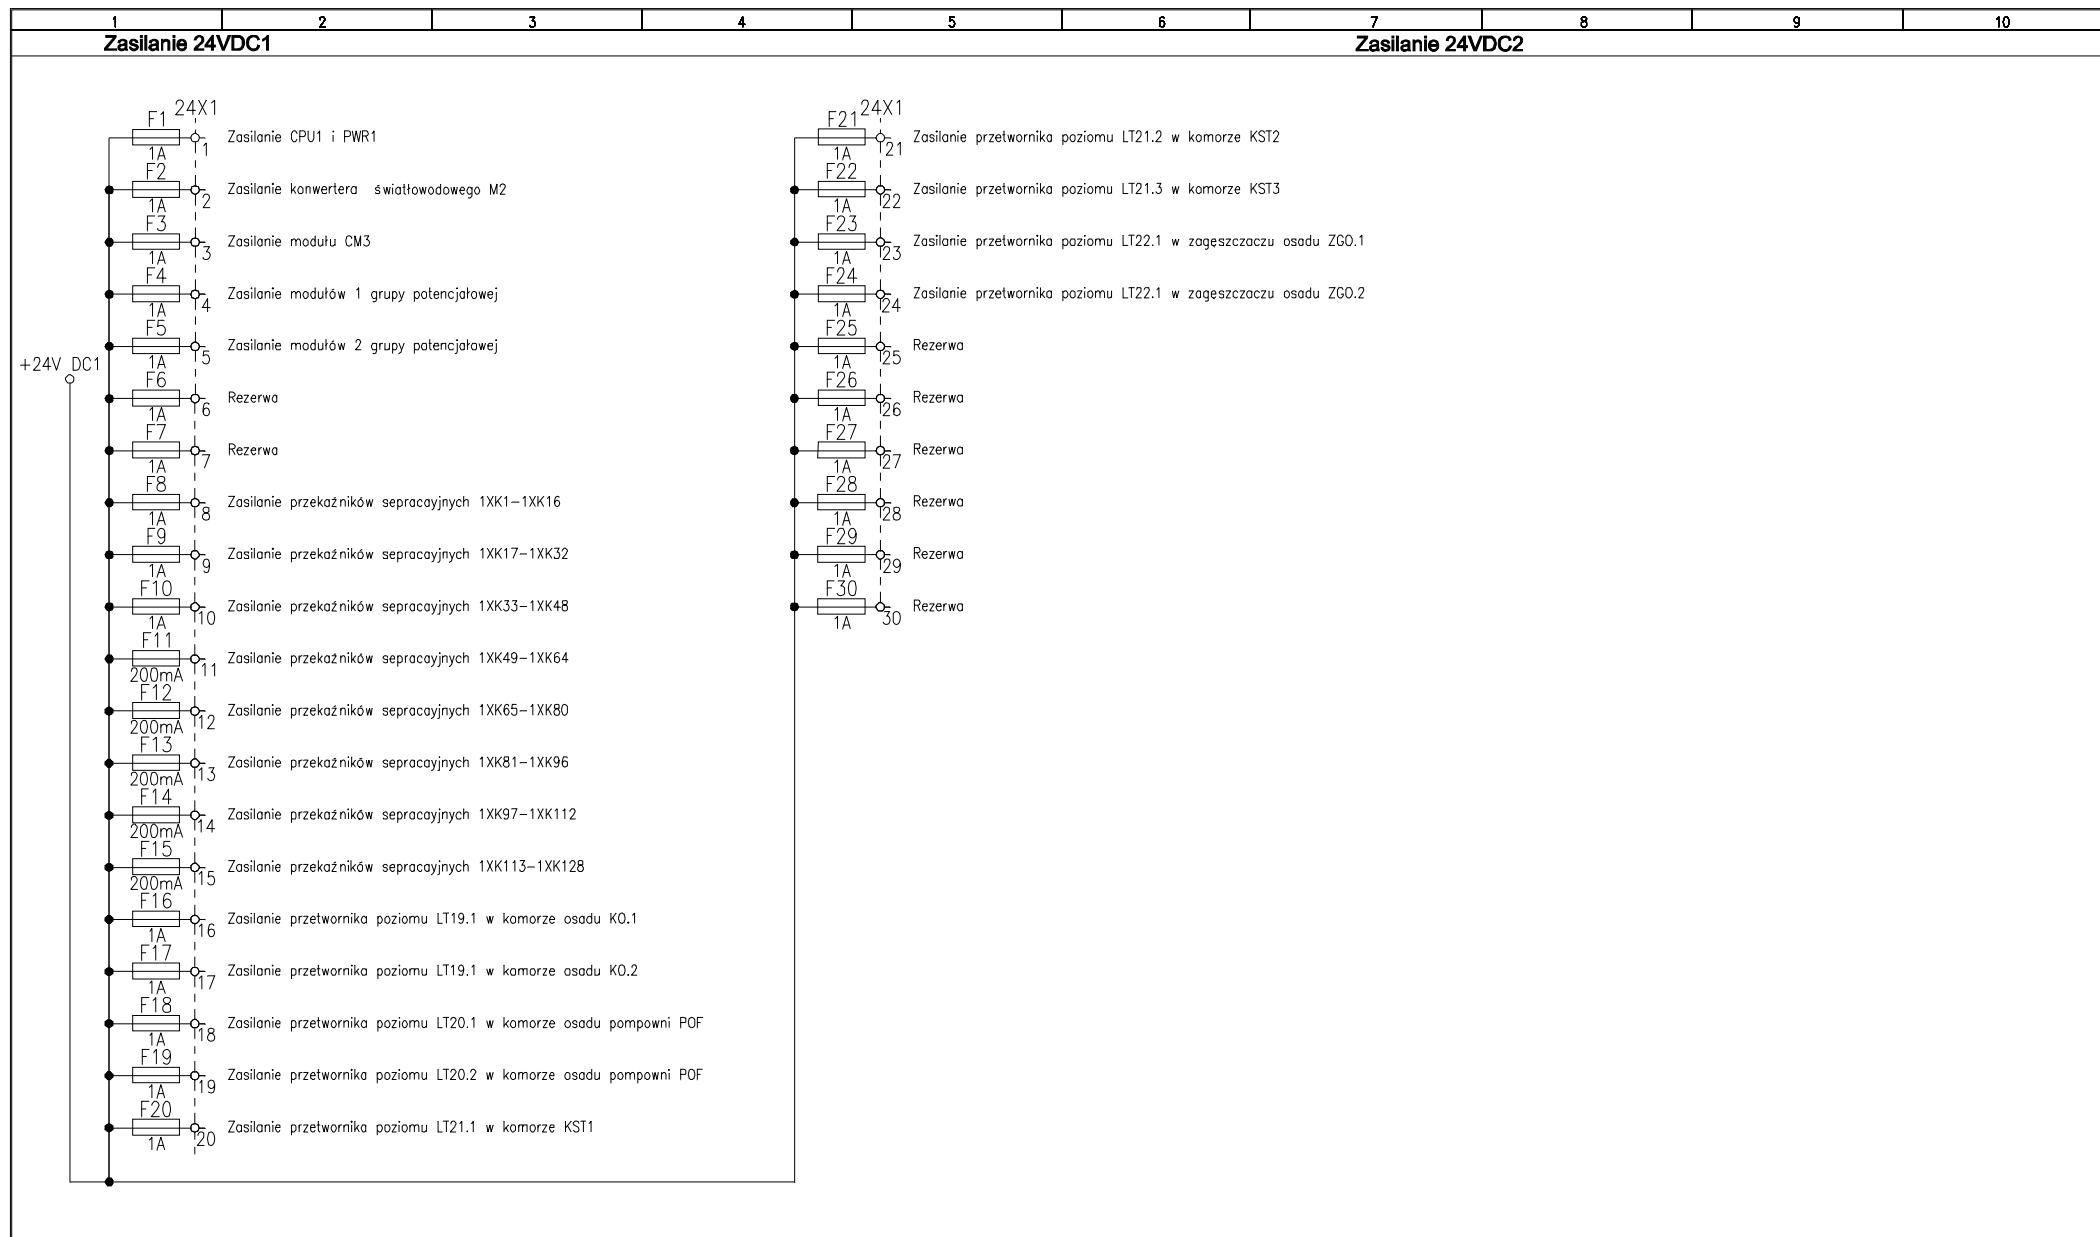 1 2 3 4 5 6 7 8 9 10
Zasilanie 24VDC1 Zasilanie 24VDC2
24X1
F1
1A
1 Zasilanie CPU1 i PWR1
F2
1A
2 Zasilanie konwertera światłowodowego M2
F3
1A
3 Zasilanie modułu CM3
F4
1A
4 Zasilanie modułów 1 grupy potencjałowej
F5
1A
5 Zasilanie modułów 2 grupy potencjałowej
+24V DC1
F6
1A
6 Rezerwa
F7
1A
7 Rezerwa
F8
1A
8 Zasilanie przekaźników sepracayjnych 1XK1-1XK16
F9
1A
9 Zasilanie przekaźników sepracayjnych 1XK17-1XK32
F10
1A
10 Zasilanie przekaźników sepracayjnych 1XK33-1XK48
F11
200mA
11 Zasilanie przekaźników sepracayjnych 1XK49-1XK64
F12
200mA
12 Zasilanie przekaźników sepracayjnych 1XK65-1XK80
F13
200mA
13 Zasilanie przekaźników sepracayjnych 1XK81-1XK96
F14
200mA
14 Zasilanie przekaźników sepracayjnych 1XK97-1XK112
F15
200mA
15 Zasilanie przekaźników sepracayjnych 1XK113-1XK128
F16
1A
16 Zasilanie przetwornika poziomu LT19.1 w komorze osadu KO.1
F17
1A
17 Zasilanie przetwornika poziomu LT19.1 w komorze osadu KO.2
F18
1A
18 Zasilanie przetwornika poziomu LT20.1 w komorze osadu pompowni POF
F19
1A
19 Zasilanie przetwornika poziomu LT20.2 w komorze osadu pompowni POF
F20
1A
20 Zasilanie przetwornika poziomu LT21.1 w komorze KST1
24X1
F21
1A
21 Zasilanie przetwornika poziomu LT21.2 w komorze KST2
F22
1A
22 Zasilanie przetwornika poziomu LT21.3 w komorze KST3
F23
1A
23 Zasilanie przetwornika poziomu LT22.1 w zagęszczaczu osadu ZGO.1
F24
1A
24 Zasilanie przetwornika poziomu LT22.1 w zagęszczaczu osadu ZGO.2
F25
1A
25 Rezerwa
F26
1A
26 Rezerwa
F27
1A
27 Rezerwa
F28
1A
28 Rezerwa
F29
1A
29 Rezerwa
F30
1A
30 Rezerwa